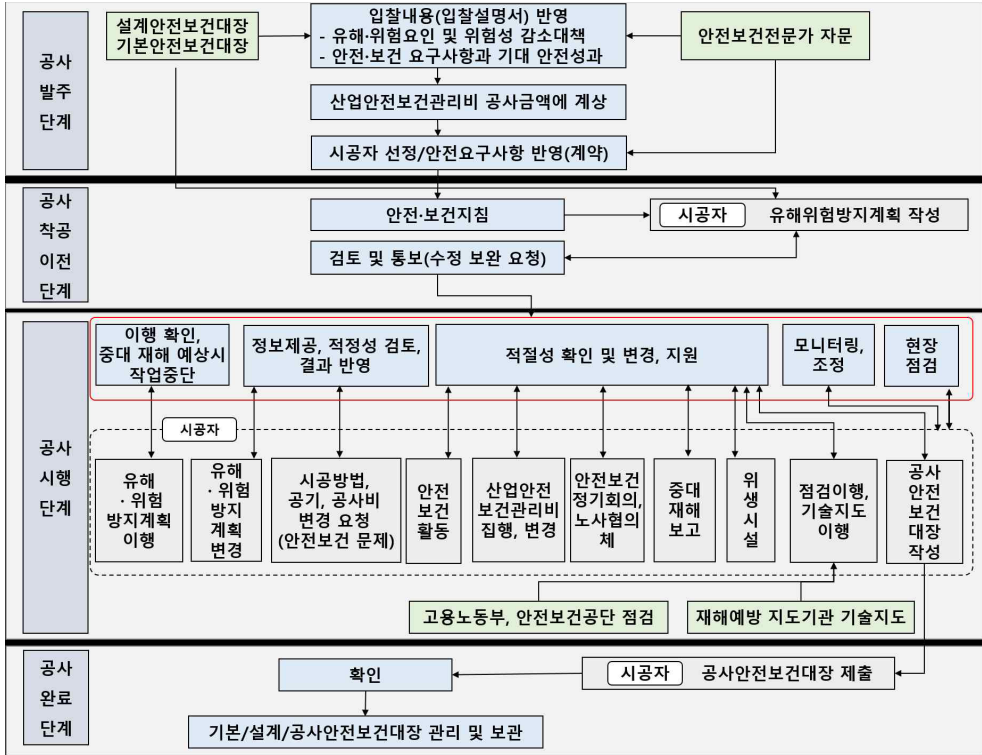 공사
발주
단계
설계안전보건대장
기본안전보건대장
입찰내용(입찰설명서) 반영
- 유해·위험요인 및 위험성 감소대책
- 안전·보건 요구사항과 기대 안전성과
안전보건전문가 자문
산업안전보건관리비 공사금액에 계상
시공자 선정/안전요구사항 반영(계약)
공사
착공
이전
단계
안전·보건지침
시공자
유해위험방지계획 작성
검토 및 통보(수정 보완 요청)
공사
시행
단계
이행 확인,
중대 재해 예상시
작업중단
정보제공, 적정성 검토,
결과 반영
적절성 확인 및 변경, 지원
모니터링,
조정
현장
점검
시공자
유해
·위험
방지계획
이행
유해
·위험
방지
계획
변경
시공방법,
공기, 공사비
변경 요청
(안전보건 문제)
안전
보건
활동
산업안전
보건관리비
집행, 변경
안전보건
정기회의,
노사협의
체
중대
재해
보고
위
생
시
설
점검이행,
기술지도
이행
공사
안전
보건
대장
작성
고용노동부, 안전보건공단 점검
재해예방 지도기관 기술지도
공사
완료
단계
확인
시공자
공사안전보건대장 제출
기본/설계/공사안전보건대장 관리 및 보관